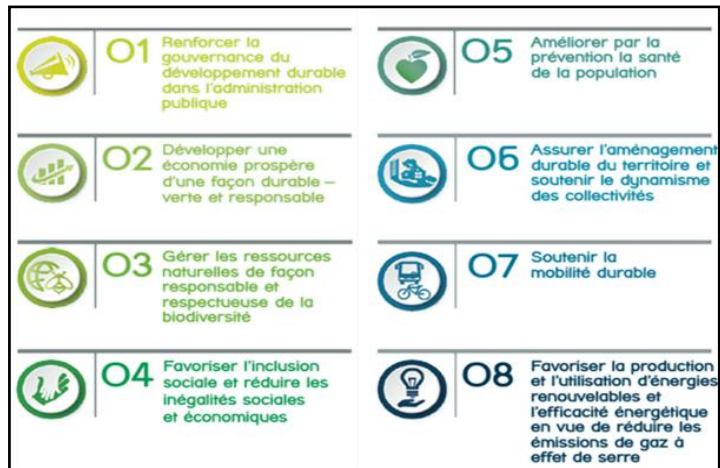 O1
Renforcer la
gouvernance du
développement durable
dans l'administration
publique
O2
Développer une
économie prospère
d'une façon durable –
verte et responsable
O3
Gérer les ressources
naturelles de façon
responsable et
respectueuse de la
biodiversité
O4
Favoriser l'inclusion
sociale et réduire les
inégalités sociales
et économiques
O5
Améliorer par la
prévention la santé
de la population
O6
Assurer l'aménagement
durable du territoire et
soutenir le dynamisme
des collectivités
O7
Soutenir la
mobilité durable
O8
Favoriser la production
et l'utilisation d'énergies
renouvelables et
l'efficacité énergétique
en vue de réduire les
émissions de gaz à
effet de serre